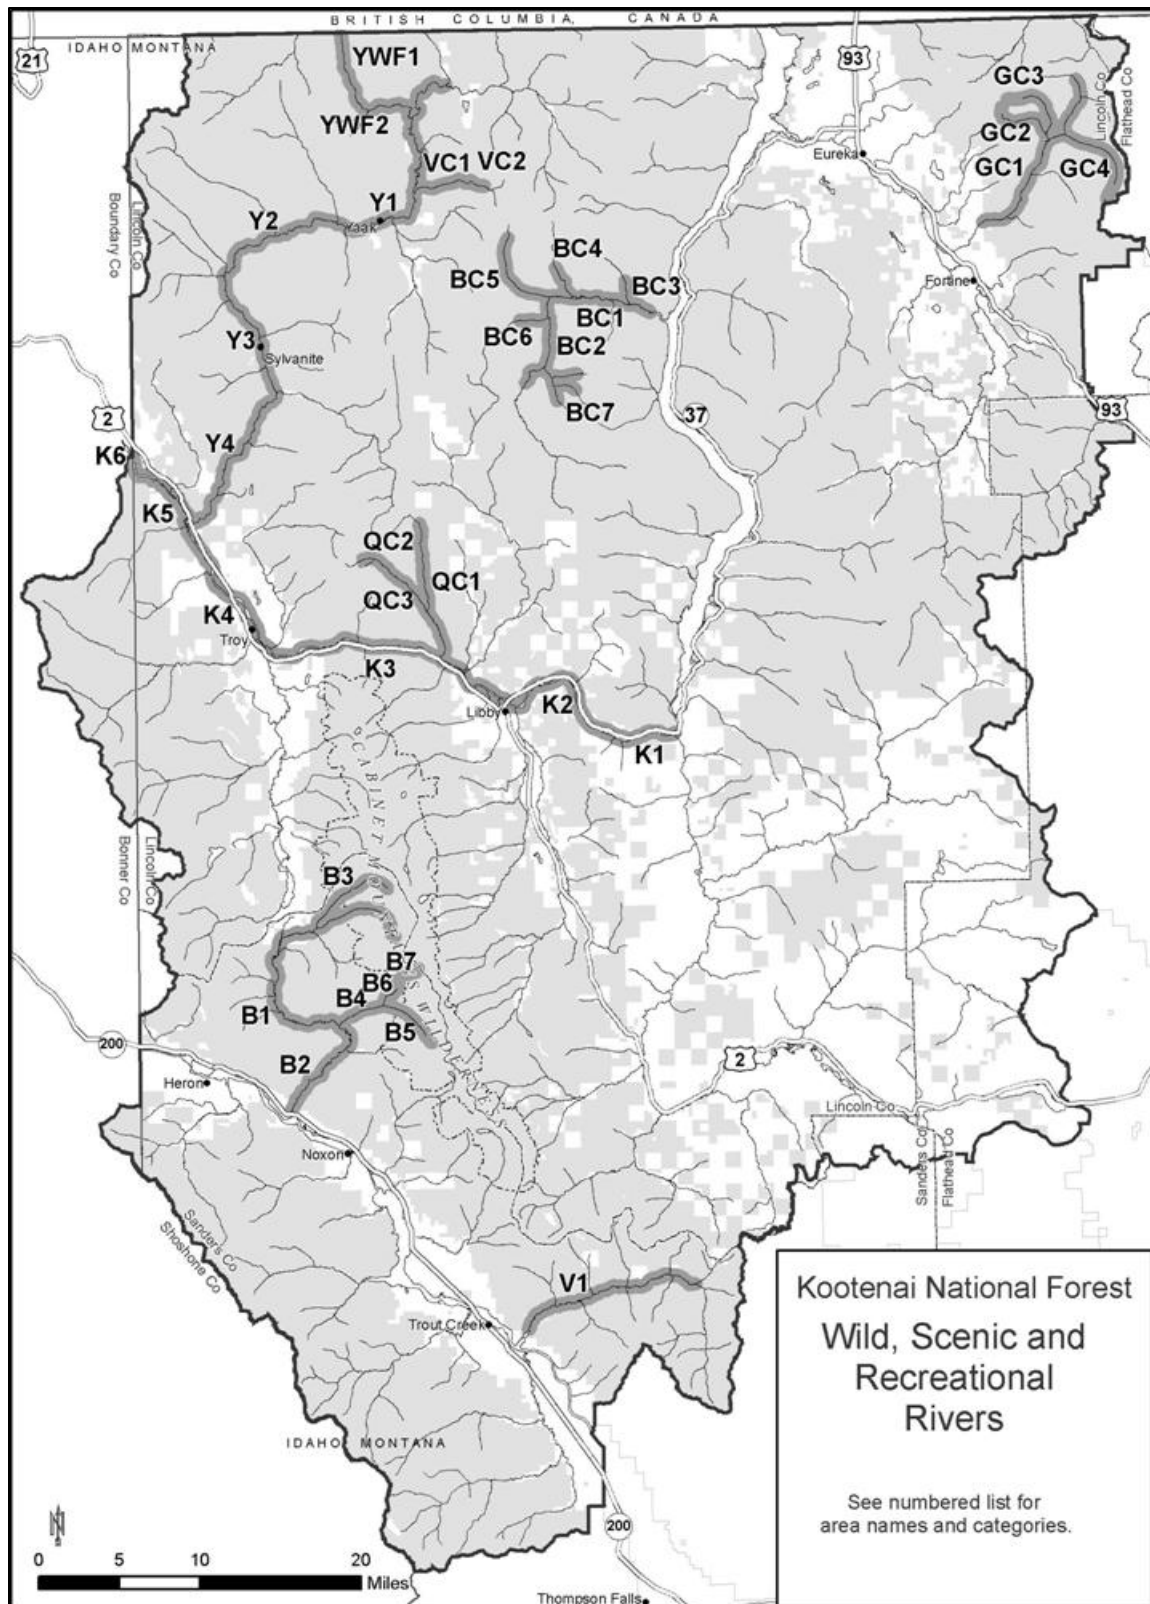 BRITISH COLUMBIA, CANADA
IDAHO MONTANA
21
93
YWF1
YWF2
GC3
GC2
GC1
GC4
Lincoln Co
Flathead Co
Eureka
VC1 VC2
Y1
Y2
Yaak
Boundary Co
Lincoln Co
BC4
BC5
BC3
BC1
BC6
BC2
BC7
Fortine
Y3
Sylvanite
2
37
93
K6
Y4
K5
QC2
QC1
QC3
K4
Troy
K3
Libby
K2
K1
CABINET MOUNTAINS WILDERNESS
Bonner Co
Lincoln Co
B3
B7
B6
B4
B5
B1
B2
200
2
Heron
Lincoln Co
Noxon
Sanders Co
Flathead Co
Sanders Co
Shoshone Co
V1
Trout Creek
IDAHO MONTANA
200
Thompson Falls
Kootenai National Forest
Wild, Scenic and
Recreational
Rivers
See numbered list for
area names and categories.
N
0 5 10 20
Miles